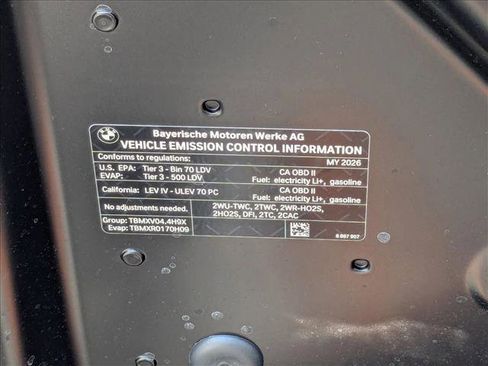 BMW
Bayerische Motoren Werke AG
VEHICLE EMISSION CONTROL INFORMATION
Conforms to regulations: MY 2026
U.S. EPA: Tier 3 - Bin 70 LDV CA OBD II
EVAP: Tier 3 - 500 LDV Fuel: electricity Li+, gasoline
California: LEV IV - ULEV 70 PC CA OBD II
Fuel: electricity Li+, gasoline
No adjustments needed. 2WU-TWC, 2TWC, 2WR-HO2S,
2HO2S, DFI, 2TC, 2CAC
Group: TBMXV04.4H9X
Evap: TBMXR0170H09